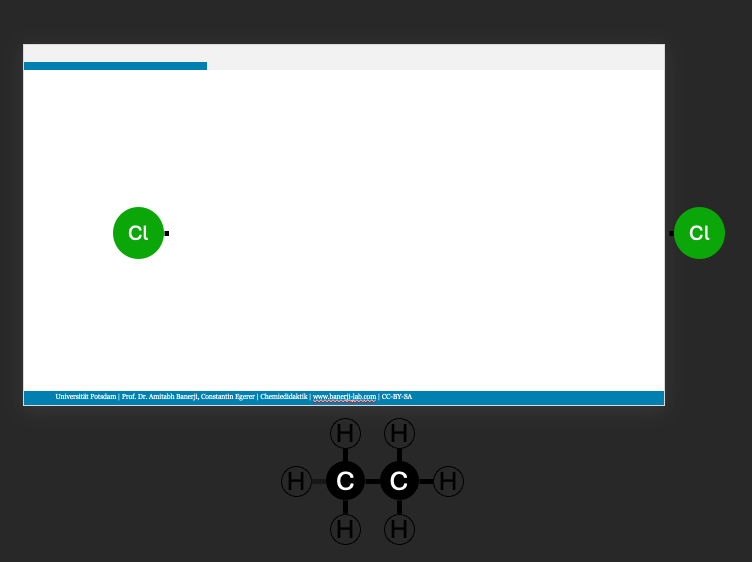 Cl
Cl
Universität Potsdam | Prof. Dr. Amitabh Banerji, Constantin Egerer | Chemiedidaktik | www.banerji-lab.com | CC-BY-SA
H H
H C C H
H H